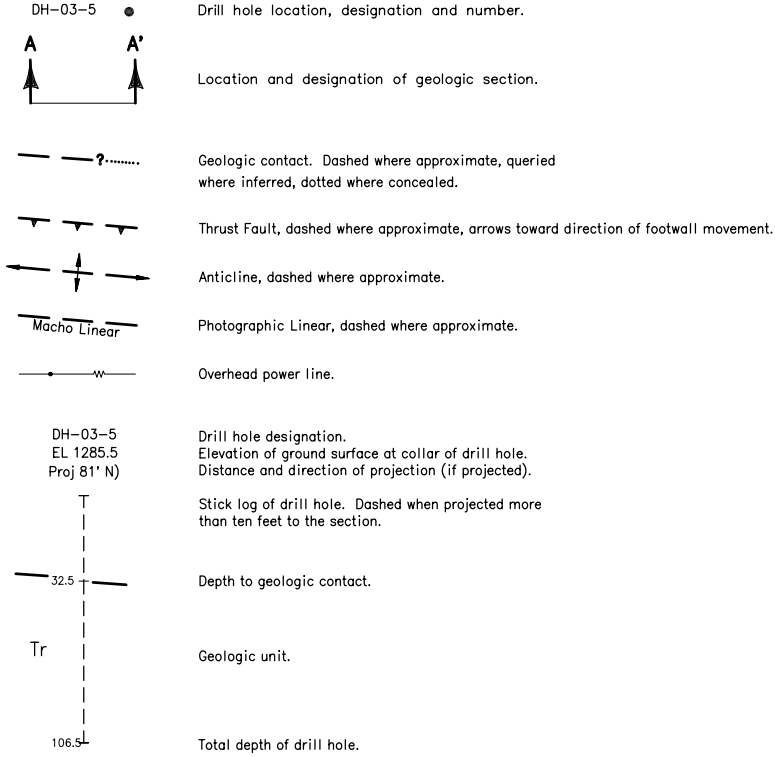 DH-03-5 Drill hole location, designation and number.
A A'
Location and designation of geologic section.
? Geologic contact. Dashed where approximate, queried
where inferred, dotted where concealed.
Thrust Fault, dashed where approximate, arrows toward direction of footwall movement.
Anticline, dashed where approximate.
Macho Linear Photographic Linear, dashed where approximate.
Overhead power line.
DH-03-5 Drill hole designation.
EL 1285.5 Elevation of ground surface at collar of drill hole.
Proj 81' N) Distance and direction of projection (if projected).
Stick log of drill hole. Dashed when projected more
than ten feet to the section.
32.5 Depth to geologic contact.
Tr Geologic unit.
106.5 Total depth of drill hole.